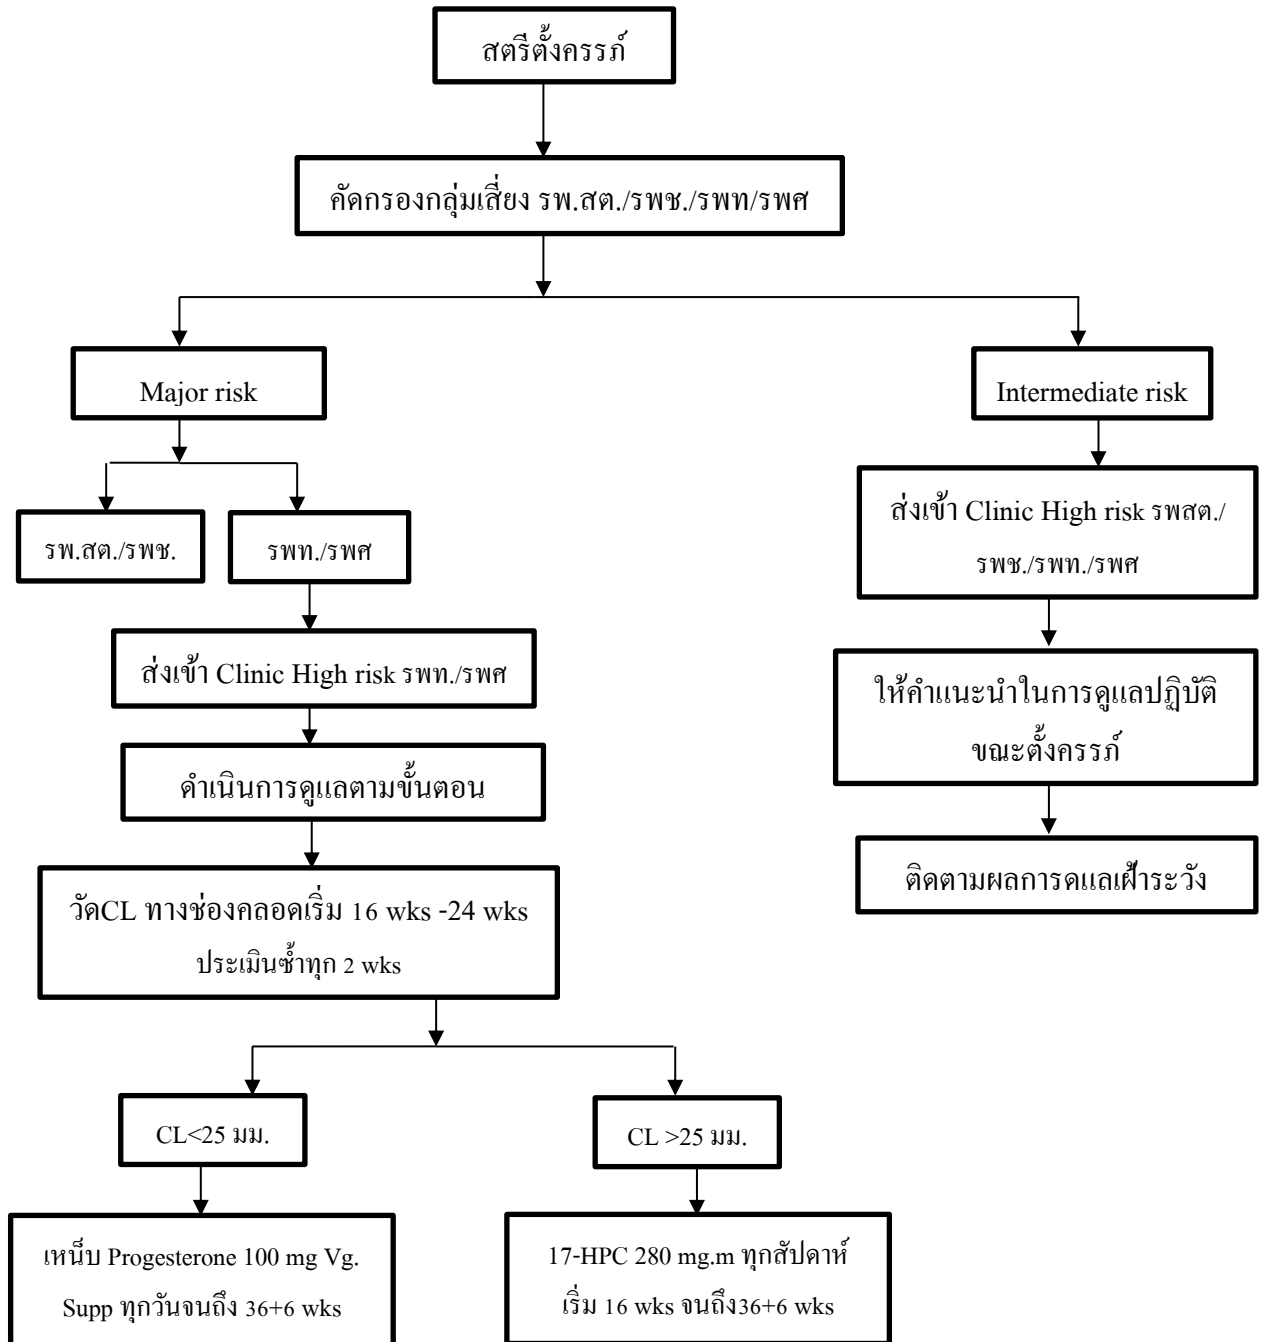 สตรีตั้งครรภ์
คัดกรองกลุ่มเสี่ยง รพ.สต./รพช./รพท/รพศ
Major risk
Intermediate risk
รพ.สต./รพช.
รพท./รพศ
ส่งเข้า Clinic High risk รพสต./
รพช./รพท./รพศ
ส่งเข้า Clinic High risk รพท./รพศ
ให้คำแนะนำในการดูแลปฏิบัติ
ขณะตั้งครรภ์
ดำเนินการดูแลตามขั้นตอน
ติดตามผลการดแลเฝ้าระวัง
วัดCL ทางช่องคลอดเริ่ม 16 wks -24 wks
ประเมินซ้ำทุก 2 wks
CL<25 มม.
CL >25 มม.
เหน็บ Progesterone 100 mg Vg.
Supp ทุกวันจนถึง 36+6 wks
17-HPC 280 mg.m ทุกสัปดาห์
เริ่ม 16 wks จนถึง36+6 wks